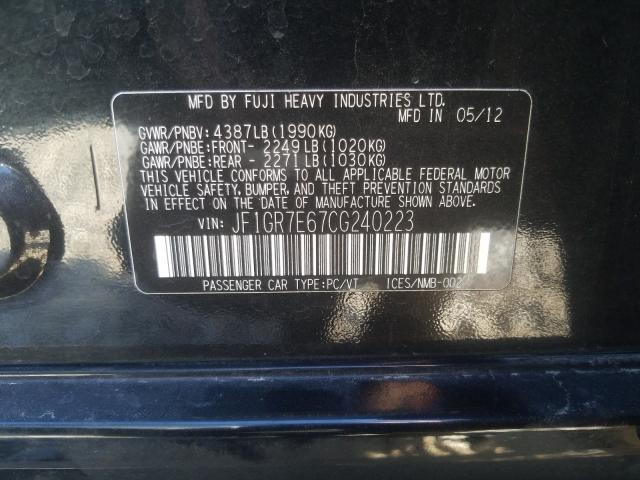 MFD BY FUJI HEAVY INDUSTRIES LTD.
MFD IN 05/12
GVWR/PNBV: 4387LB(1990KG)
GAWR/PNBE:FRONT- 2249LB(1020KG)
GAWR/PNBE:REAR - 2271LB(1030KG)
THIS VEHICLE CONFORMS TO ALL APPLICABLE FEDERAL MOTOR
VEHICLE SAFETY, BUMPER, AND THEFT PREVENTION STANDARDS
IN EFFECT ON THE DATE OF MANUFACTURE SHOWN ABOVE.
VIN: JF1GR7E67CG240223
PASSENGER CAR TYPE:PC/VT ICES/NMB-002